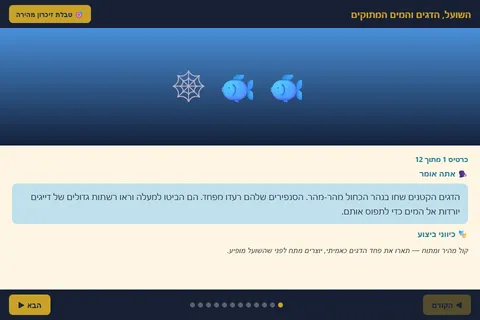 השועל, הדגים והמים המתוקים
טבלת זיכרון מהירה
כרטיס 1 מתוך 12
אתה אומר
הדגים הקטנים שחו בנהר הכחול מהר-מהר. הסנפירים שלהם רעדו מפחד. הם הביטו למעלה וראו רשתות גדולים של דייגים
יורדות אל המים כדי לתפוס אותם.
כיווני ביצוע
קול מהיר ומתוח — תארו את פחד הדגים כאמיתי, יוצרים מתח לפני שהשועל מופיע.
◀ הקודם
הבא ▶